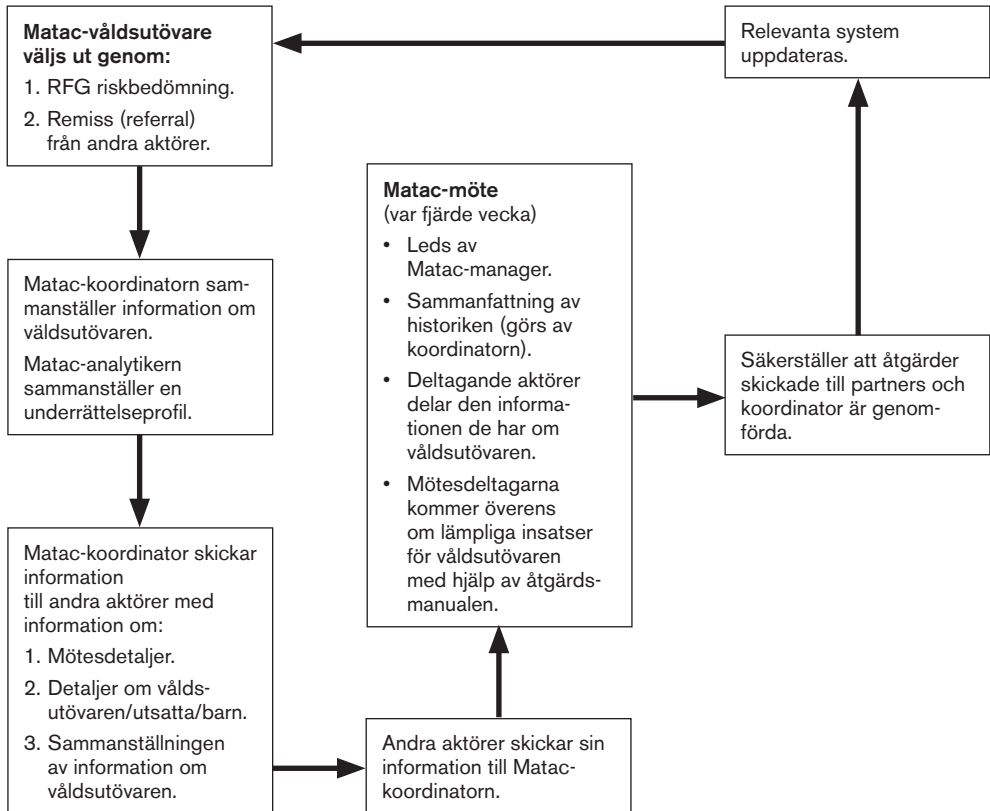 Matac-våldsutövare
väljs ut genom:
1. RFG riskbedömning.
2. Remiss (referral)
från andra aktörer.
Matac-koordinatorn sam-
manställer information om
väldsutövaren.
Matac-analytikern
sammanställer en
underrättelseprofil.
Matac-koordinator skickar
information
till andra aktörer med
information om:
1. Mötesdetaljer.
2. Detaljer om vålds-
utövaren/utsatta/barn.
3. Sammanställningen
av information om
våldsutövaren.
Andra aktörer skickar sin
information till Matac-
koordinatorn.
Matac-möte
(var fjärde vecka)
• Leds av
Matac-manager.
• Sammanfattning av
historiken (görs av
koordinatorn).
• Deltagande aktörer
delar den informa-
tionen de har om
våldsutövaren.
• Mötesdeltagarna
kommer överens
om lämpliga insatser
för våldsutövaren
med hjälp av åtgärds-
manualen.
Säkerställer att åtgärder
skickade till partners och
koordinator är genom-
förda.
Relevanta system
uppdateras.